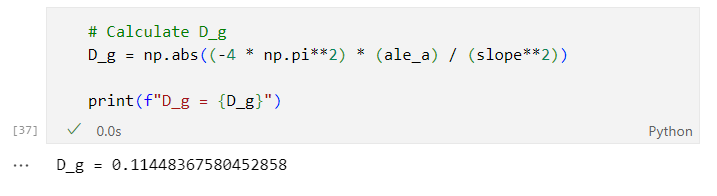 # Calculate D_g
D_g = np.abs((-4 * np.pi**2) * (ale_a) / (slope**2))
print(f"D_g = {D_g}")
[37] ✓ 0.0s Python
... D_g = 0.11448367580452858